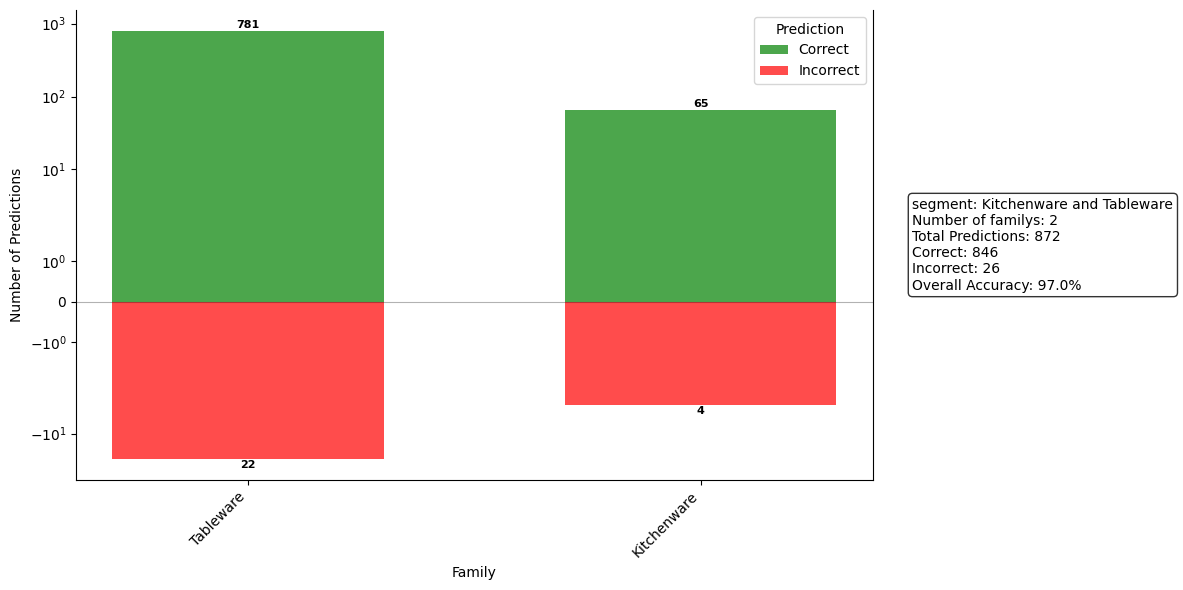 10³
10²
10¹
10⁰
0
−10⁰
−10¹
Number of Predictions
781
65
22
4
Prediction
Correct
Incorrect
Tableware
Kitchenware
Family
segment: Kitchenware and Tableware
Number of familys: 2
Total Predictions: 872
Correct: 846
Incorrect: 26
Overall Accuracy: 97.0%